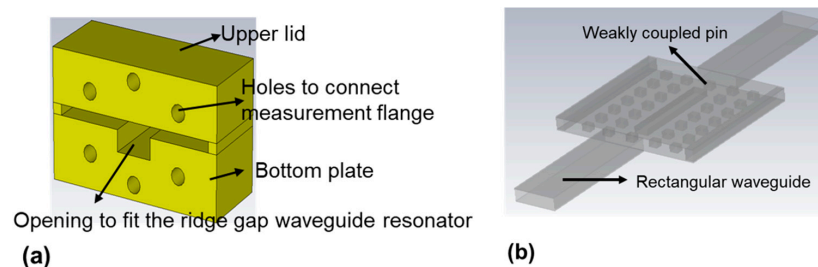 Upper lid
Holes to connect
measurement flange
Bottom plate
Opening to fit the ridge gap waveguide resonator
(a)
Weakly coupled pin
Rectangular waveguide
(b)